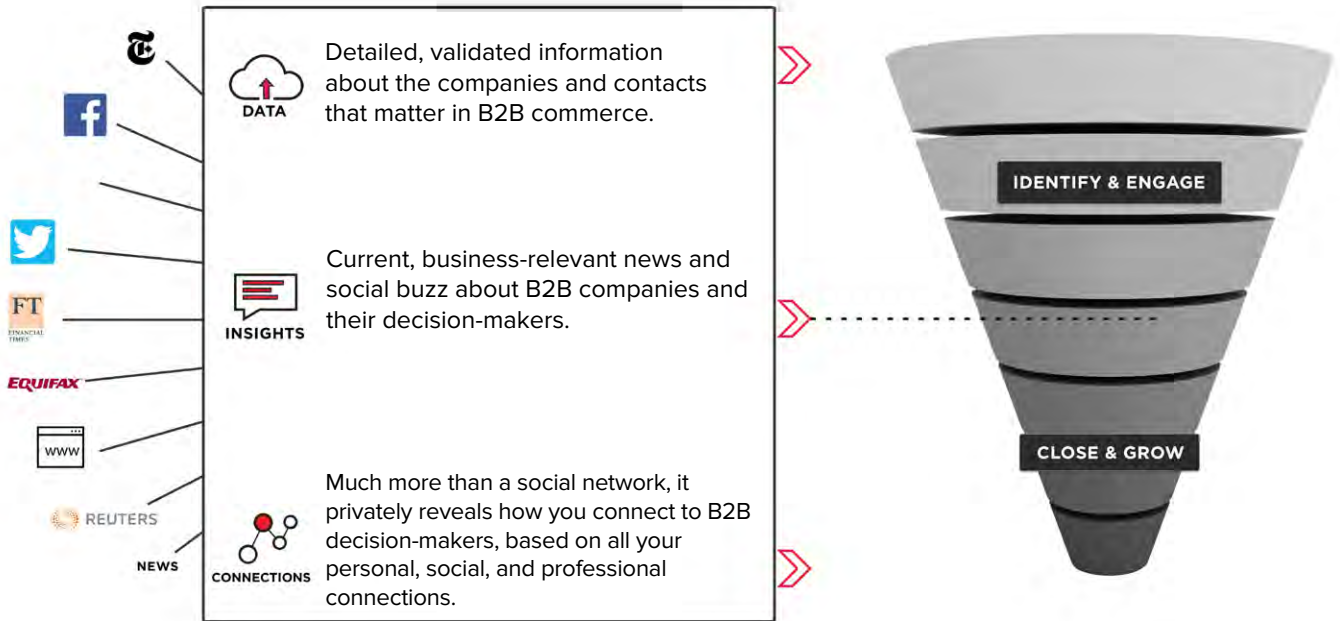 T
Detailed, validated information
about the companies and contacts
that matter in B2B commerce.
DATA
f
IDENTIFY & ENGAGE
Current, business-relevant news and
social buzz about B2B companies and
their decision-makers.
INSIGHTS
FT
FINANCIAL
TIMES
EQUIFAX
www
CLOSE & GROW
REUTERS
NEWS
Much more than a social network, it
privately reveals how you connect to B2B
decision-makers, based on all your
personal, social, and professional
connections.
CONNECTIONS